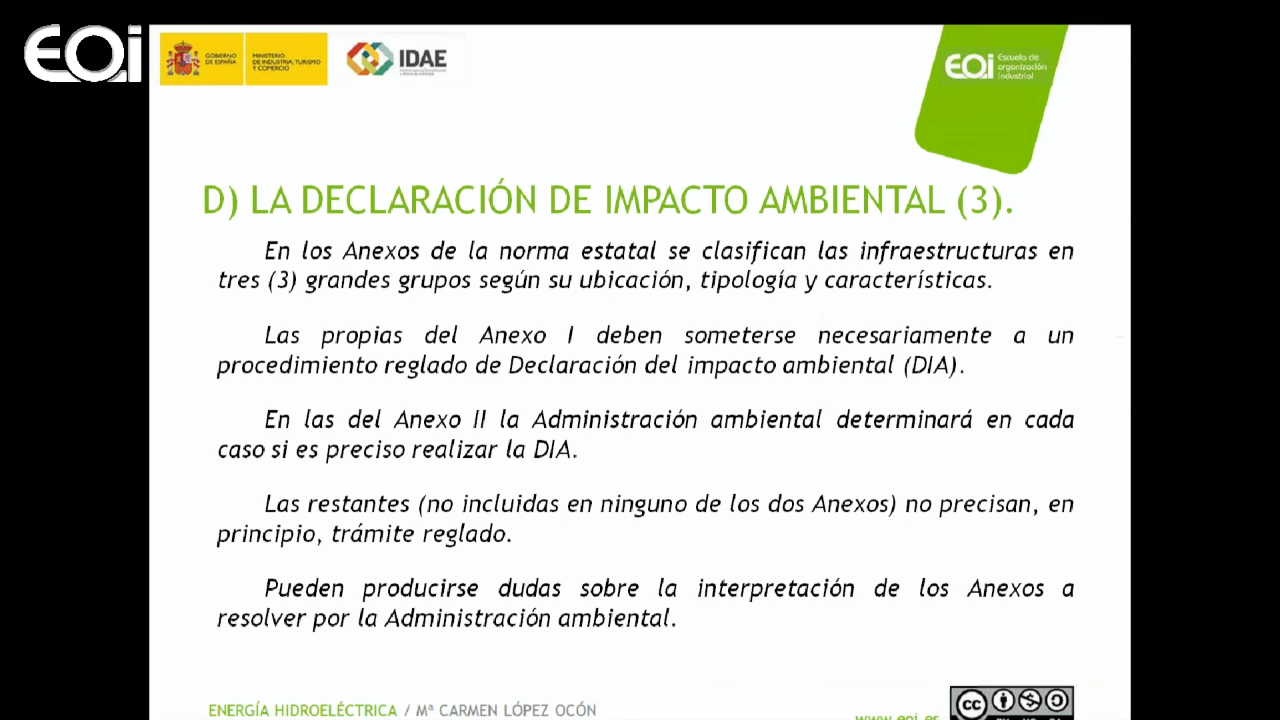 EOi
GOBIERNO
DE ESPAÑA
MINISTERIO
DE INDUSTRIA, TURISMO
Y COMERCIO
IDAE
EOi
Escuela de
organización
industrial
D) LA DECLARACIÓN DE IMPACTO AMBIENTAL (3).
En los Anexos de la norma estatal se clasifican las infraestructuras en
tres (3) grandes grupos según su ubicación, tipología y características.
Las propias del Anexo I deben someterse necesariamente a un
procedimiento reglado de Declaración del impacto ambiental (DIA).
En las del Anexo II la Administración ambiental determinará en cada
caso si es preciso realizar la DIA.
Las restantes (no incluidas en ninguno de los dos Anexos) no precisan, en
principio, trámite reglado.
Pueden producirse dudas sobre la interpretación de los Anexos a
resolver por la Administración ambiental.
ENERGÍA HIDROELÉCTRICA / Mª CARMEN LÓPEZ OCÓN
www.eoi.es
cc